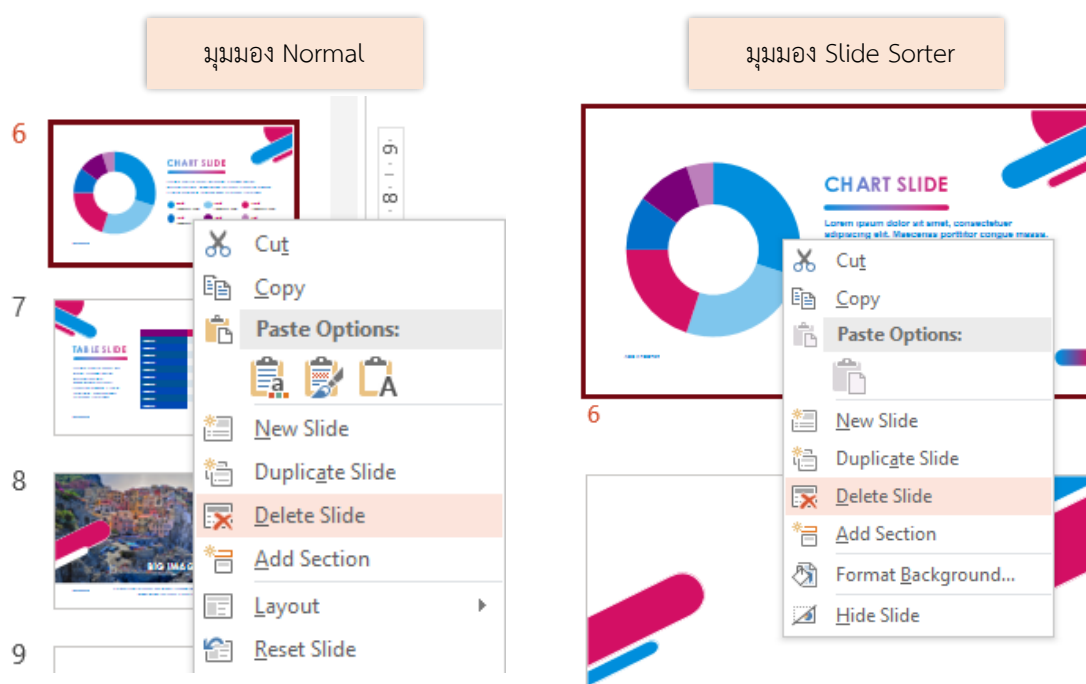 มุมมอง Normal
6
CHART SLIDE
9
8
Cut
Copy
Paste Options:
New Slide
Duplicate Slide
Delete Slide
Add Section
Layout
Reset Slide
7
TABLE SLIDE
8
BIG IMAG
9
มุมมอง Slide Sorter
CHART SLIDE
Lorem ipsum dolor sit amet, consectetuer
adipiscing elit. Maecenas porttitor congue massa.
Cut
Copy
Paste Options:
New Slide
Duplicate Slide
Delete Slide
Add Section
Format Background...
Hide Slide
6